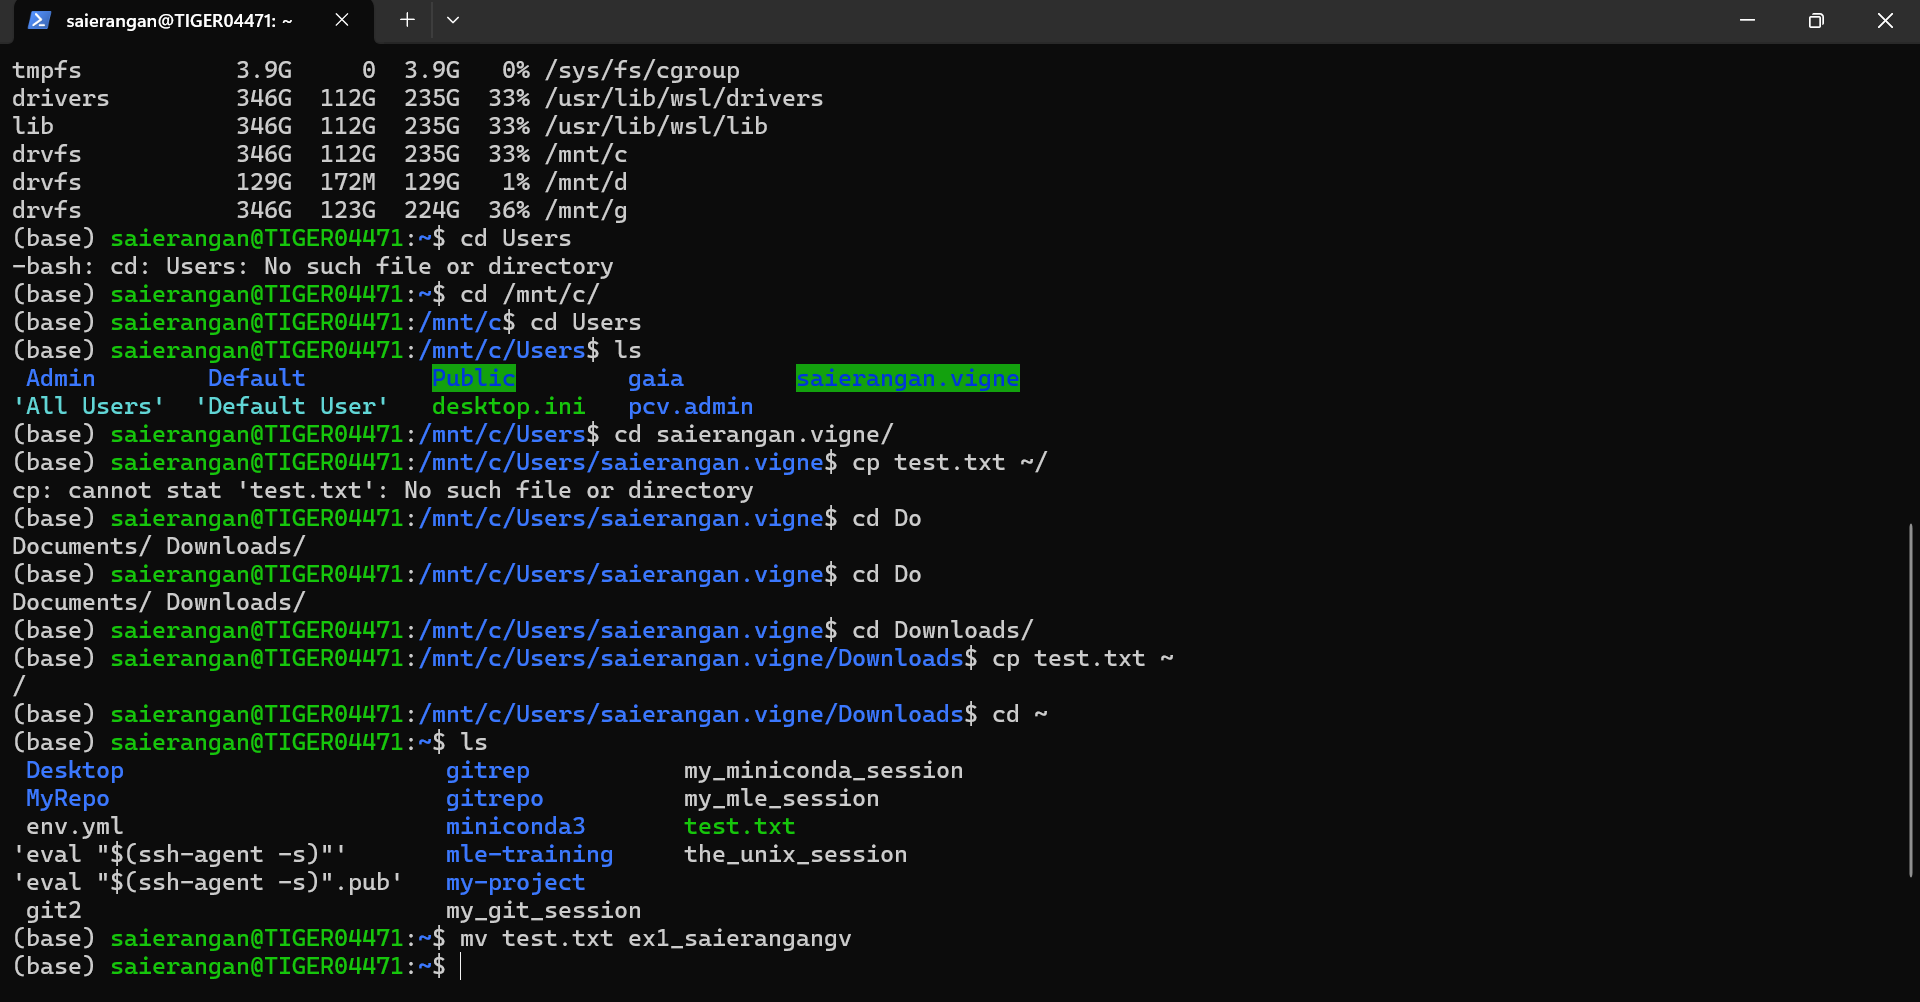 saierangan@TIGER04471: ~
tmpfs           3.9G     0  3.9G   0% /sys/fs/cgroup
drivers         346G  112G  235G  33% /usr/lib/wsl/drivers
lib             346G  112G  235G  33% /usr/lib/wsl/lib
drvfs           346G  112G  235G  33% /mnt/c
drvfs           129G  172M  129G   1% /mnt/d
drvfs           346G  123G  224G  36% /mnt/g
(base) saierangan@TIGER04471:~$ cd Users
-bash: cd: Users: No such file or directory
(base) saierangan@TIGER04471:~$ cd /mnt/c/
(base) saierangan@TIGER04471:/mnt/c$ cd Users
(base) saierangan@TIGER04471:/mnt/c/Users$ ls
 Admin        Default         Public        gaia        saierangan.vigne
'All Users'  'Default User'   desktop.ini   pcv.admin
(base) saierangan@TIGER04471:/mnt/c/Users$ cd saierangan.vigne/
(base) saierangan@TIGER04471:/mnt/c/Users/saierangan.vigne$ cp test.txt ~/
cp: cannot stat 'test.txt': No such file or directory
(base) saierangan@TIGER04471:/mnt/c/Users/saierangan.vigne$ cd Do
Documents/ Downloads/
(base) saierangan@TIGER04471:/mnt/c/Users/saierangan.vigne$ cd Do
Documents/ Downloads/
(base) saierangan@TIGER04471:/mnt/c/Users/saierangan.vigne$ cd Downloads/
(base) saierangan@TIGER04471:/mnt/c/Users/saierangan.vigne/Downloads$ cp test.txt ~
/
(base) saierangan@TIGER04471:/mnt/c/Users/saierangan.vigne/Downloads$ cd ~
(base) saierangan@TIGER04471:~$ ls
 Desktop                       gitrep           my_miniconda_session
 MyRepo                        gitrepo          my_mle_session
 env.yml                       miniconda3       test.txt
'eval "$(ssh-agent -s)"'       mle-training     the_unix_session
'eval "$(ssh-agent -s)".pub'   my-project
 git2                          my_git_session
(base) saierangan@TIGER04471:~$ mv test.txt ex1_saierangangv
(base) saierangan@TIGER04471:~$